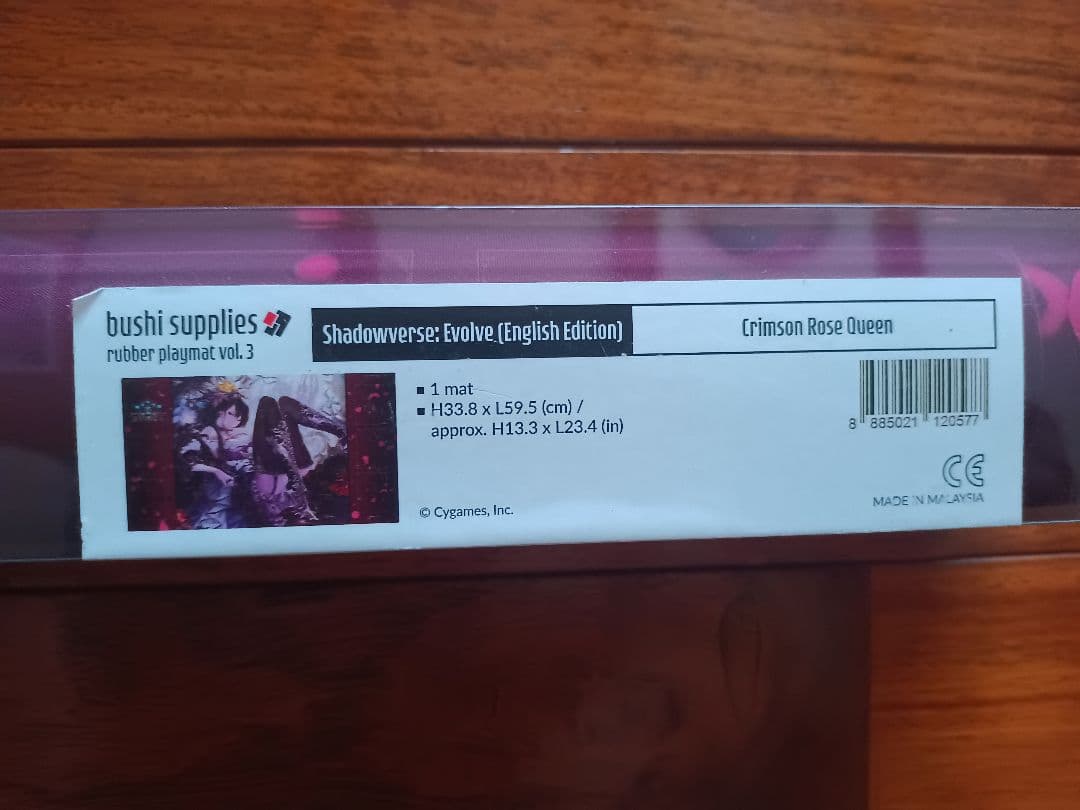 bushi supplies
rubber playmat vol. 3
Shadowverse: Evolve (English Edition)
Crimson Rose Queen
▪ 1 mat
▪ H33.8 x L59.5 (cm) /
approx. H13.3 x L23.4 (in)
8 885021 120577
CE
MADE IN MALAYSIA
© Cygames, Inc.